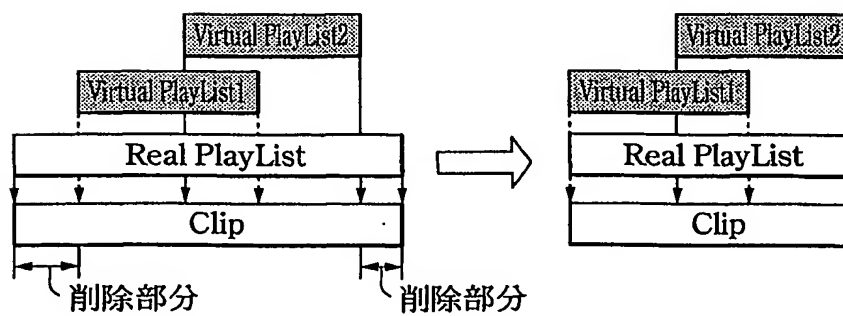 Virtual PlayList2
Virtual PlayList1
Real PlayList
Clip
削除部分
削除部分
Virtual PlayList2
Virtual PlayList1
Real PlayList
Clip